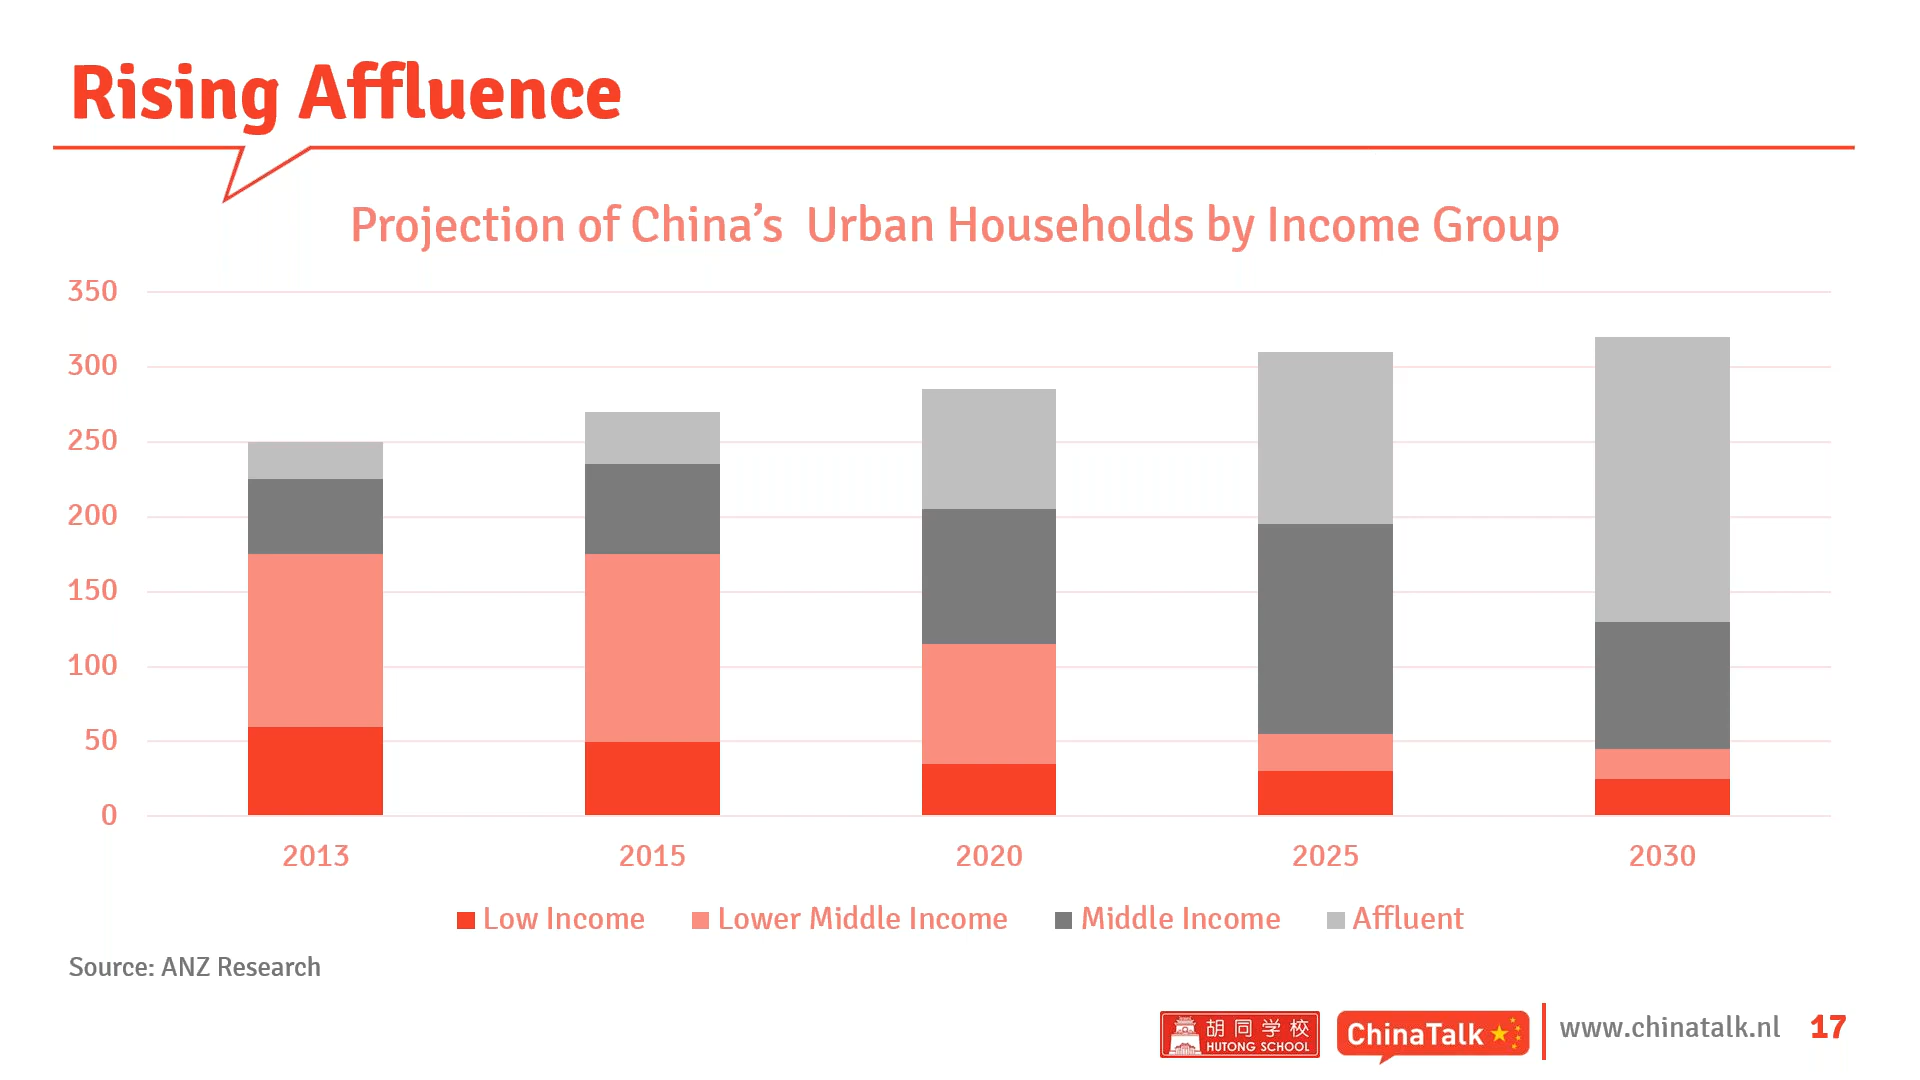 Rising Affluence
Projection of China’s  Urban Households by Income Group
350
300
250
200
150
100
50
0
2013 2015 2020 2025 2030
Low Income Lower Middle Income Middle Income Affluent
Source: ANZ Research
胡同学校
HUTONG SCHOOL
ChinaTalk
www.chinatalk.nl 17